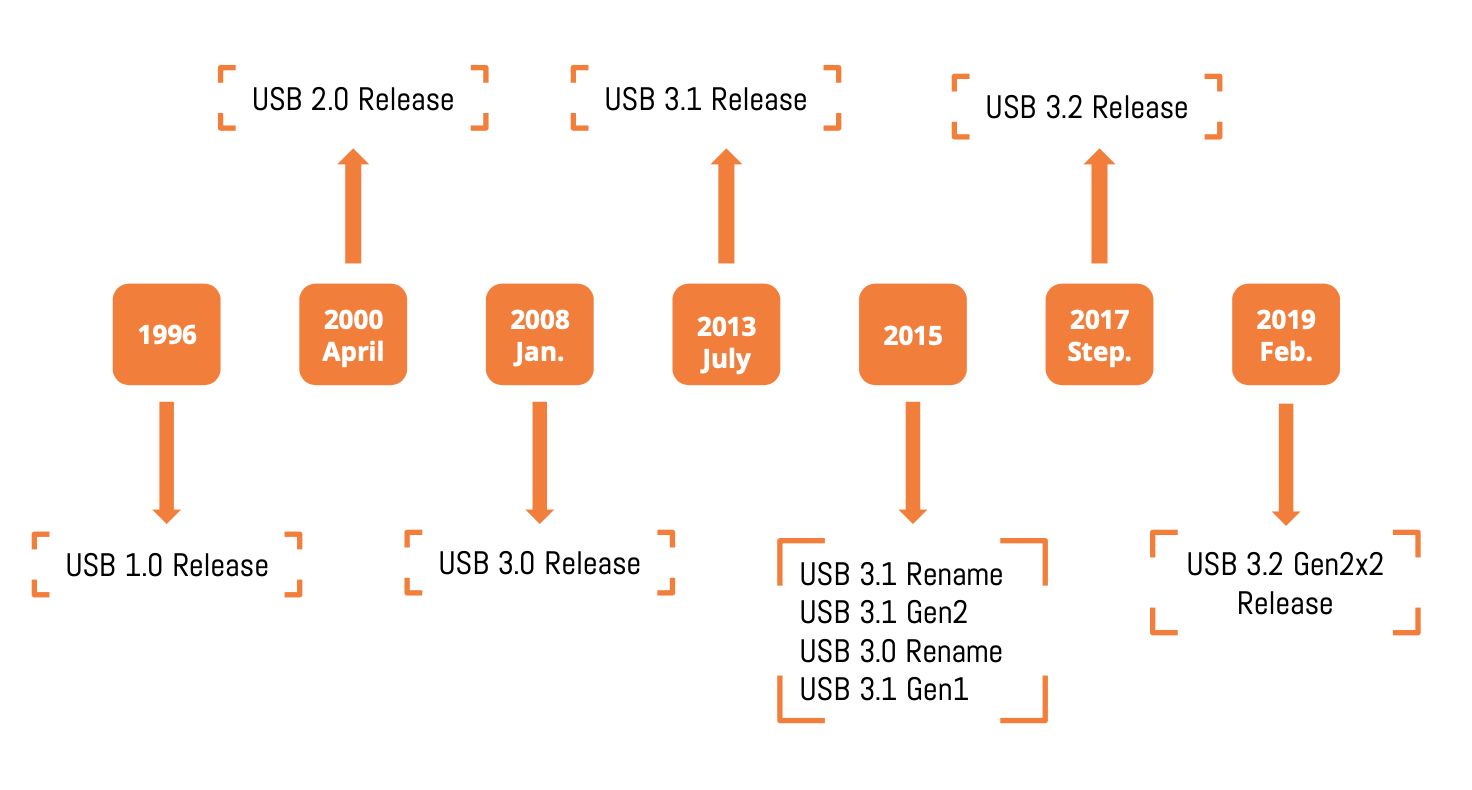 USB 2.0 Release
USB 3.1 Release
USB 3.2 Release
1996
2000
April
2008
Jan.
2013
July
2015
2017
Step.
2019
Feb.
USB 1.0 Release
USB 3.0 Release
USB 3.1 Rename
USB 3.1 Gen2
USB 3.0 Rename
USB 3.1 Gen1
USB 3.2 Gen2x2
Release